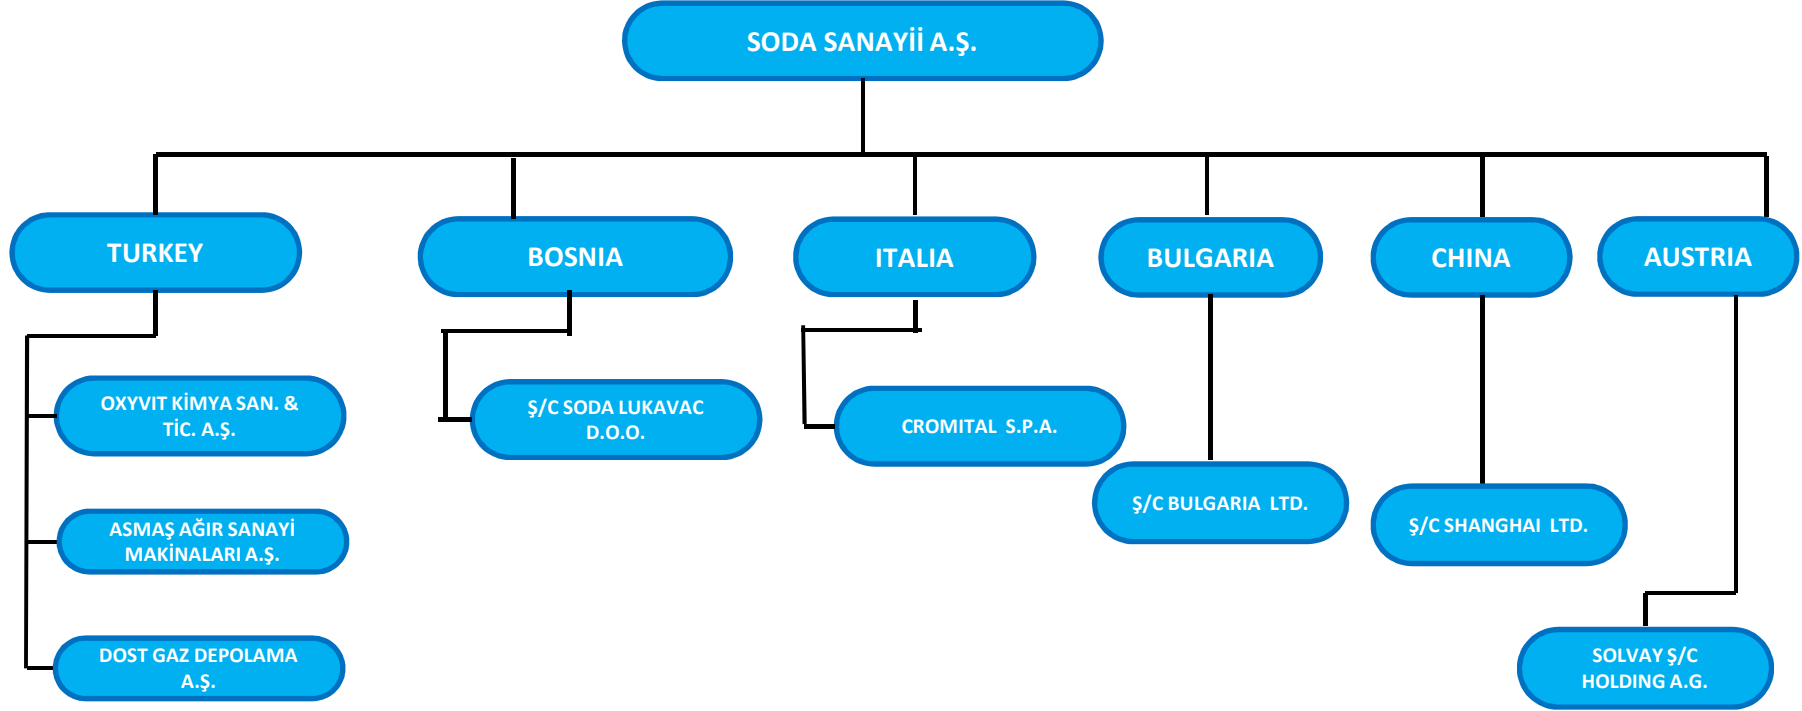 SODA SANAYİİ A.Ş.
TURKEY
BOSNIA
ITALIA
BULGARIA
CHINA
AUSTRIA
OXYVIT KİMYA SAN. &
TİC. A.Ş.
ASMAŞ AĞIR SANAYİ
MAKİNALARI A.Ş.
DOST GAZ DEPOLAMA
A.Ş.
Ş/C SODA LUKAVAC
D.O.O.
CROMITAL S.P.A.
Ş/C BULGARIA LTD.
Ş/C SHANGHAI LTD.
SOLVAY Ş/C
HOLDING A.G.